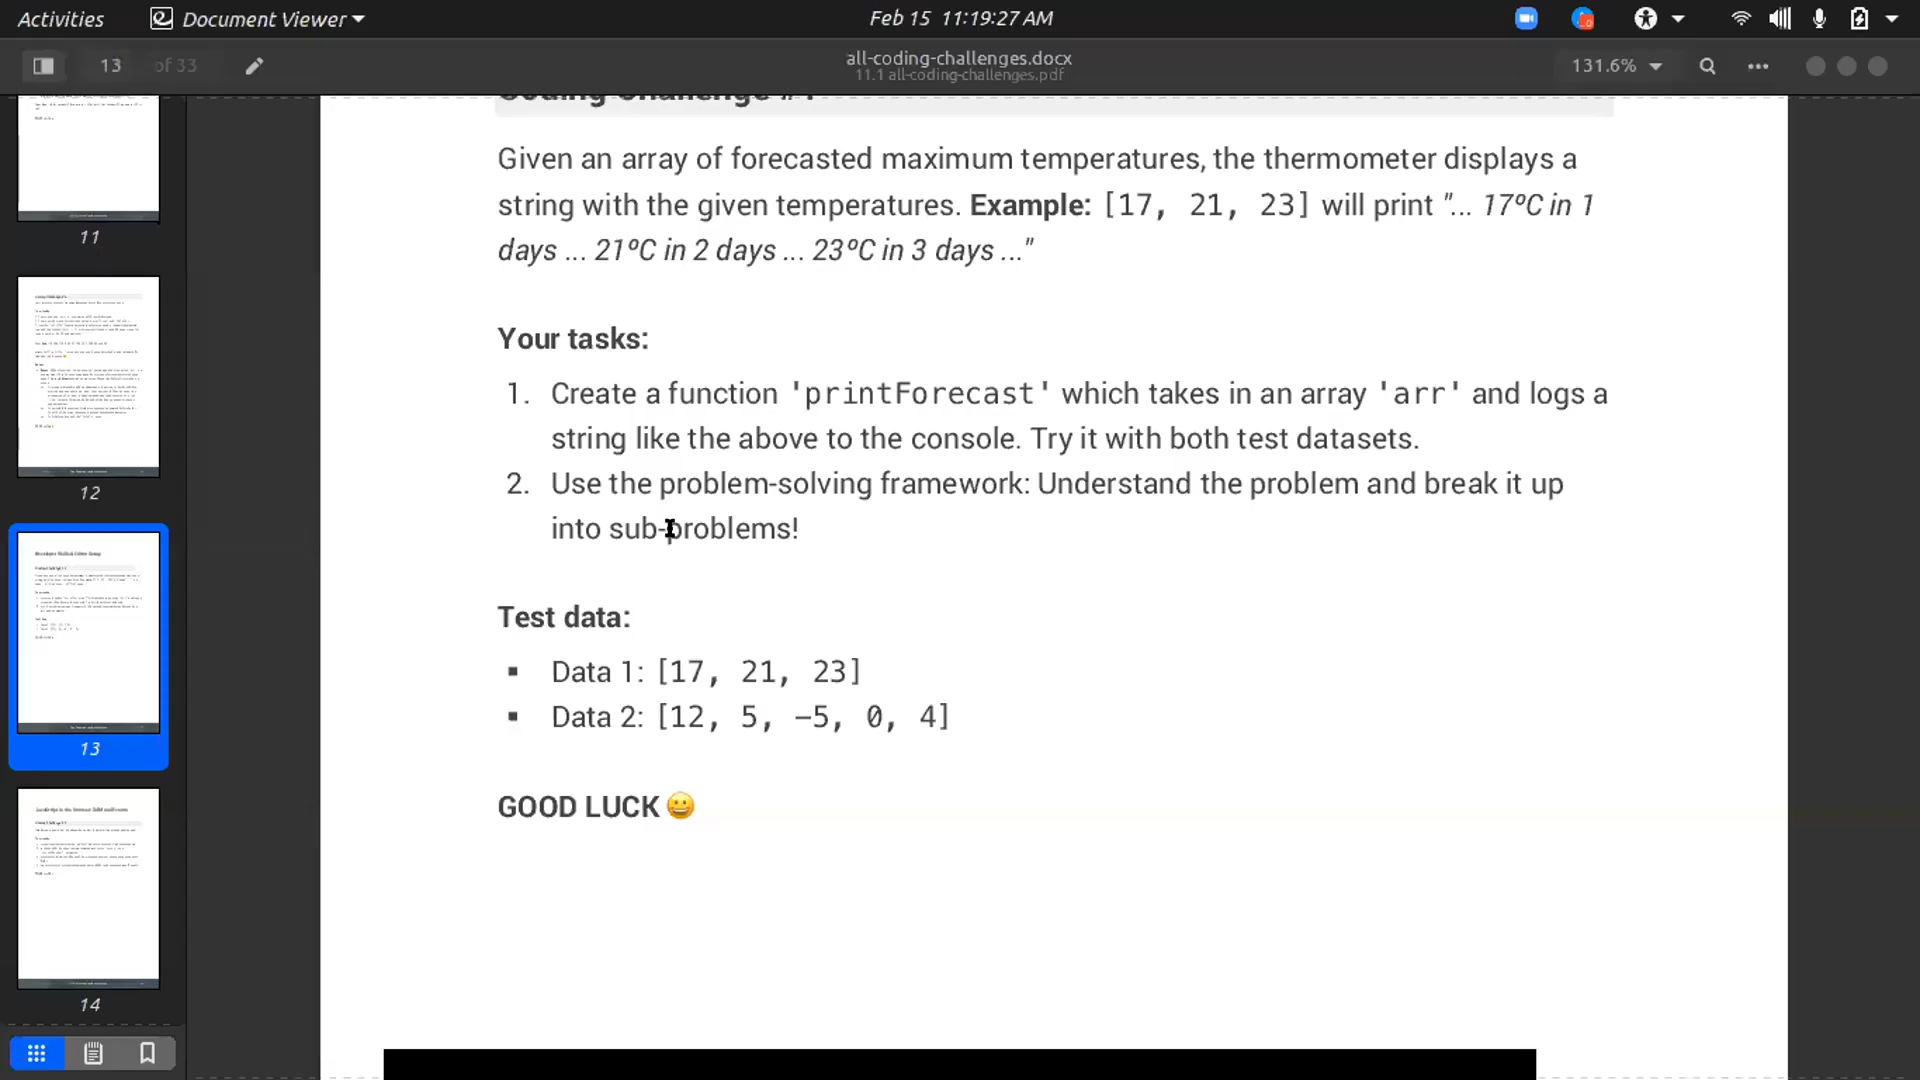 Activities Document Viewer Feb 15 11:19:27 AM
13 of 33 all-coding-challenges.docx 131.6%
11.1 all-coding-challenges.pdf
11
12
13
14
Given an array of forecasted maximum temperatures, the thermometer displays a
string with the given temperatures. Example: [17, 21, 23] will print "... 17ºC in 1
days ... 21ºC in 2 days ... 23ºC in 3 days ..."
Your tasks:
1. Create a function 'printForecast' which takes in an array 'arr' and logs a
string like the above to the console. Try it with both test datasets.
2. Use the problem-solving framework: Understand the problem and break it up
into sub-problems!
Test data:
▪ Data 1: [17, 21, 23]
▪ Data 2: [12, 5, −5, 0, 4]
GOOD LUCK 😀